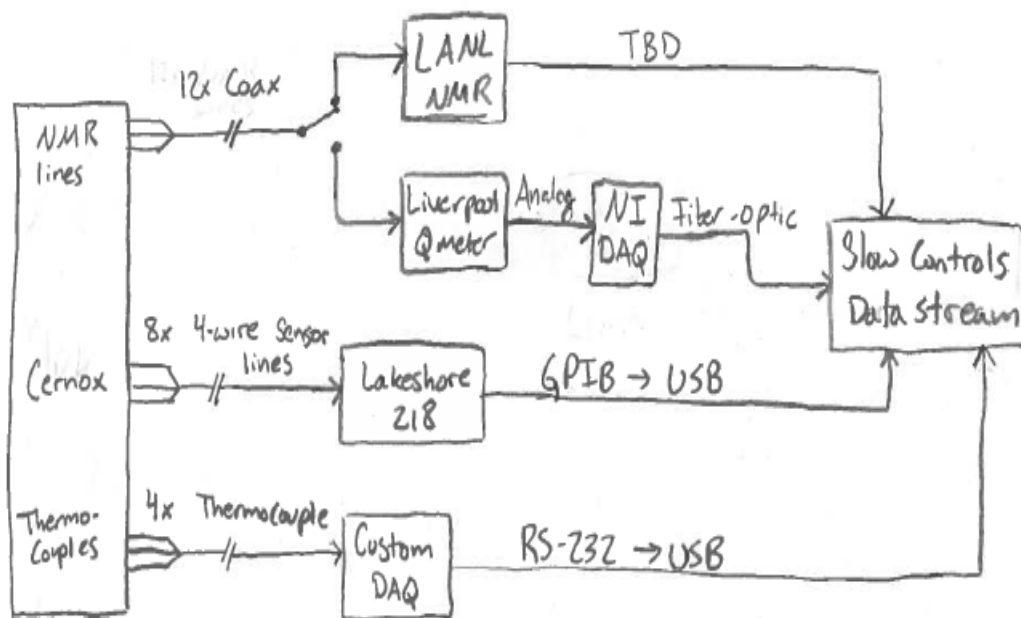 NMR
lines
12x Coax
LANL
NMR
TBD
Liverpool
Qmeter
Analog
NI
DAQ
Fiber-Optic
Slow Controls
Data stream
Cernox
8x 4-wire Sensor
lines
Lakeshore
218
GPIB → USB
Thermo-
Couples
4x Thermocouple
Custom
DAQ
RS-232 → USB